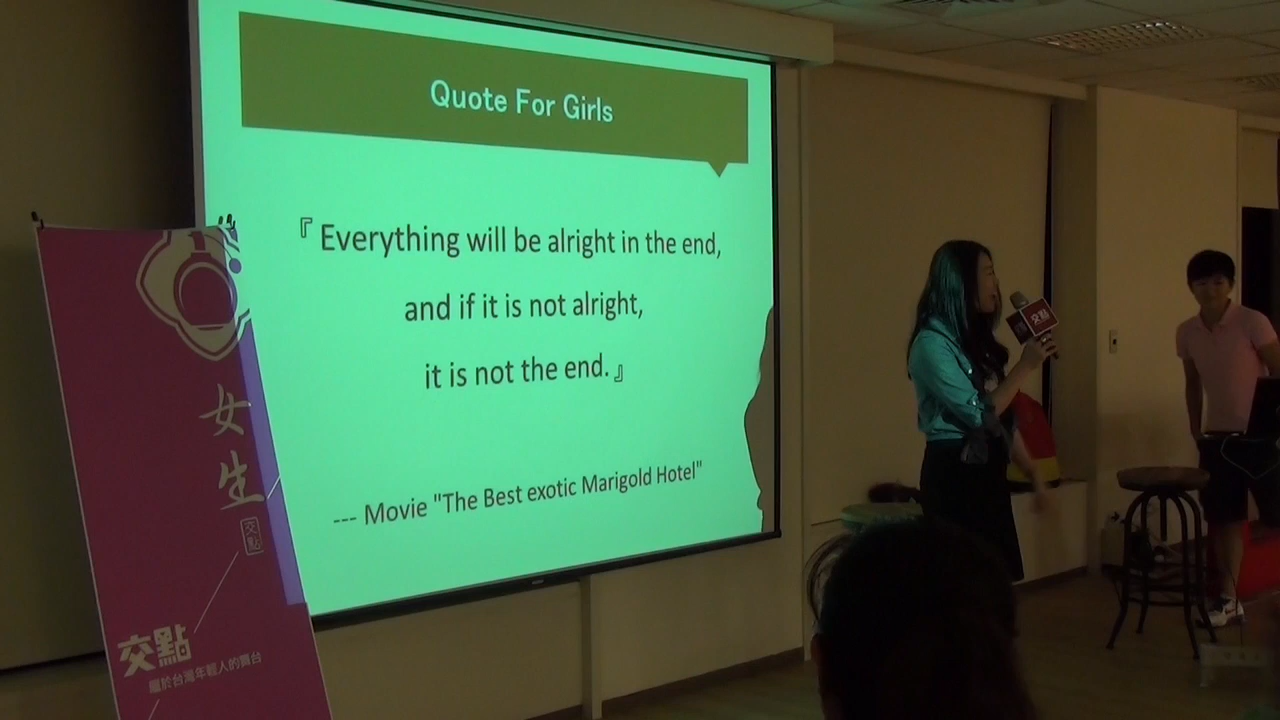 Quote For Girls
『Everything will be alright in the end,
and if it is not alright,
it is not the end.』
--- Movie "The Best exotic Marigold Hotel"
女生
交點
交點
屬於台灣年輕人的舞台
交點